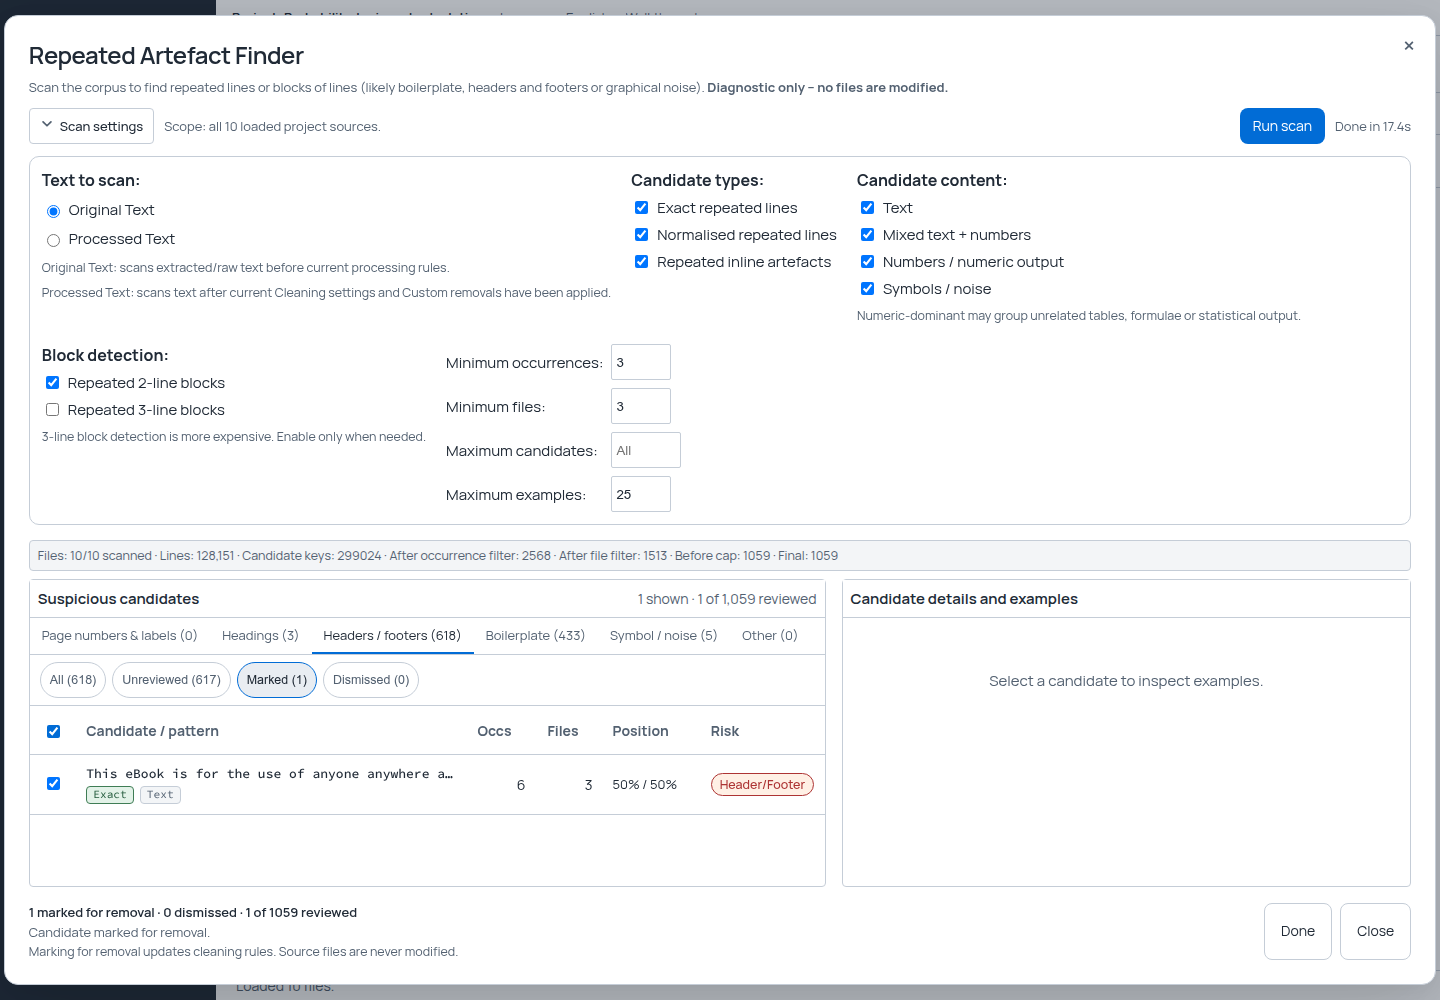 Repeated Artefact Finder
×
Scan the corpus to find repeated lines or blocks of lines (likely boilerplate, headers and footers or graphical noise). Diagnostic only – no files are modified.
Scan settings
Scope: all 10 loaded project sources.
Run scan
Done in 17.4s
Text to scan:
Original Text
Processed Text
Original Text: scans extracted/raw text before current processing rules.
Processed Text: scans text after current Cleaning settings and Custom removals have been applied.
Candidate types:
Exact repeated lines
Normalised repeated lines
Repeated inline artefacts
Candidate content:
Text
Mixed text + numbers
Numbers / numeric output
Symbols / noise
Numeric-dominant may group unrelated tables, formulae or statistical output.
Block detection:
Repeated 2-line blocks
Repeated 3-line blocks
3-line block detection is more expensive. Enable only when needed.
Minimum occurrences: 3
Minimum files: 3
Maximum candidates: All
Maximum examples: 25
Files: 10/10 scanned · Lines: 128,151 · Candidate keys: 299024 · After occurrence filter: 2568 · After file filter: 1513 · Before cap: 1059 · Final: 1059
Suspicious candidates
1 shown · 1 of 1,059 reviewed
Page numbers & labels (0) Headings (3) Headers / footers (618) Boilerplate (433) Symbol / noise (5) Other (0)
All (618) Unreviewed (617) Marked (1) Dismissed (0)
Candidate / pattern Occs Files Position Risk
This eBook is for the use of anyone anywhere a… 6 3 50% / 50% Header/Footer
Exact Text
Candidate details and examples
Select a candidate to inspect examples.
1 marked for removal · 0 dismissed · 1 of 1059 reviewed
Candidate marked for removal.
Marking for removal updates cleaning rules. Source files are never modified.
Done
Close
Loaded 10 files.